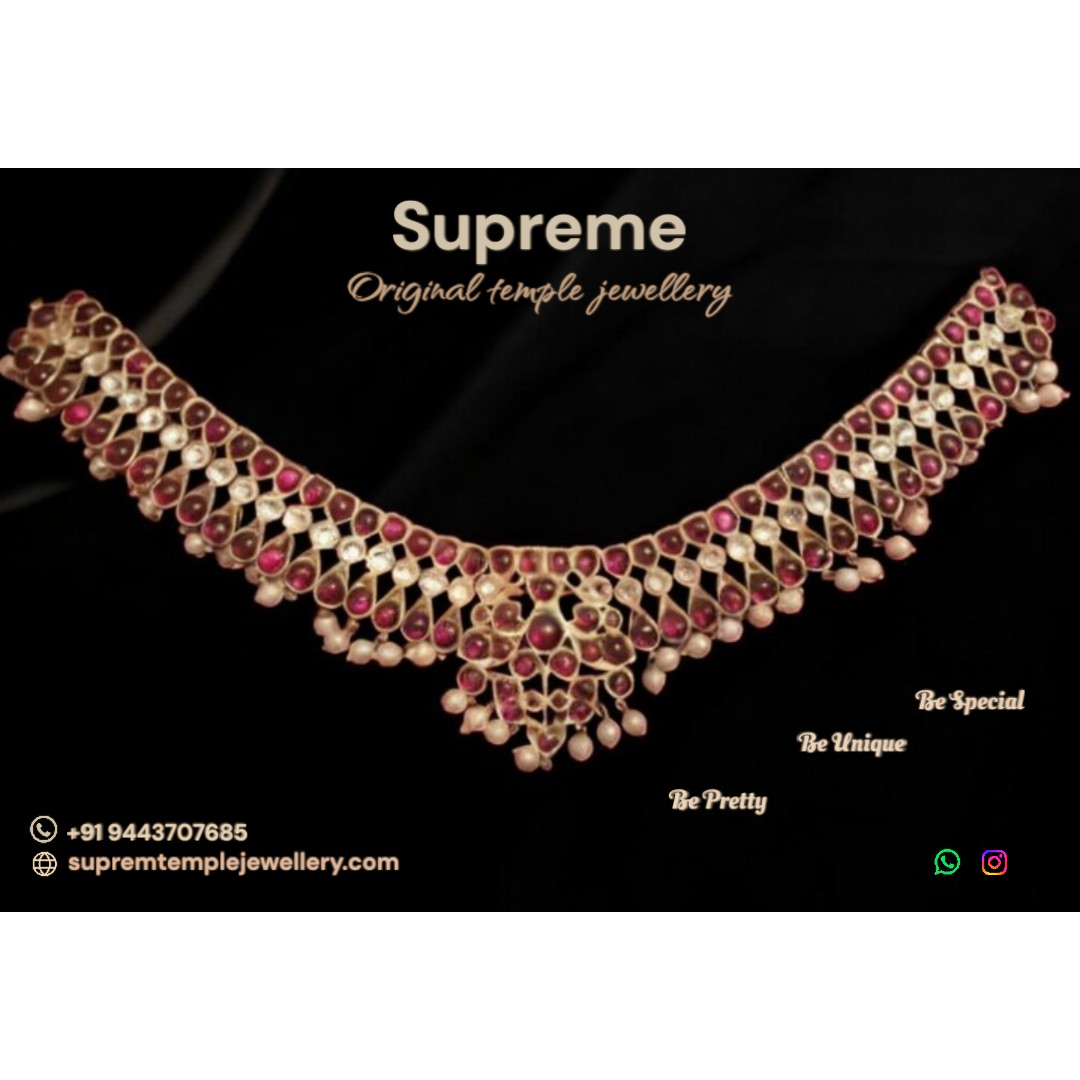 Supreme
Original temple jewellery
Be Special
Be Unique
Be Pretty
+91 9443707685
supremtemplejewellery.com